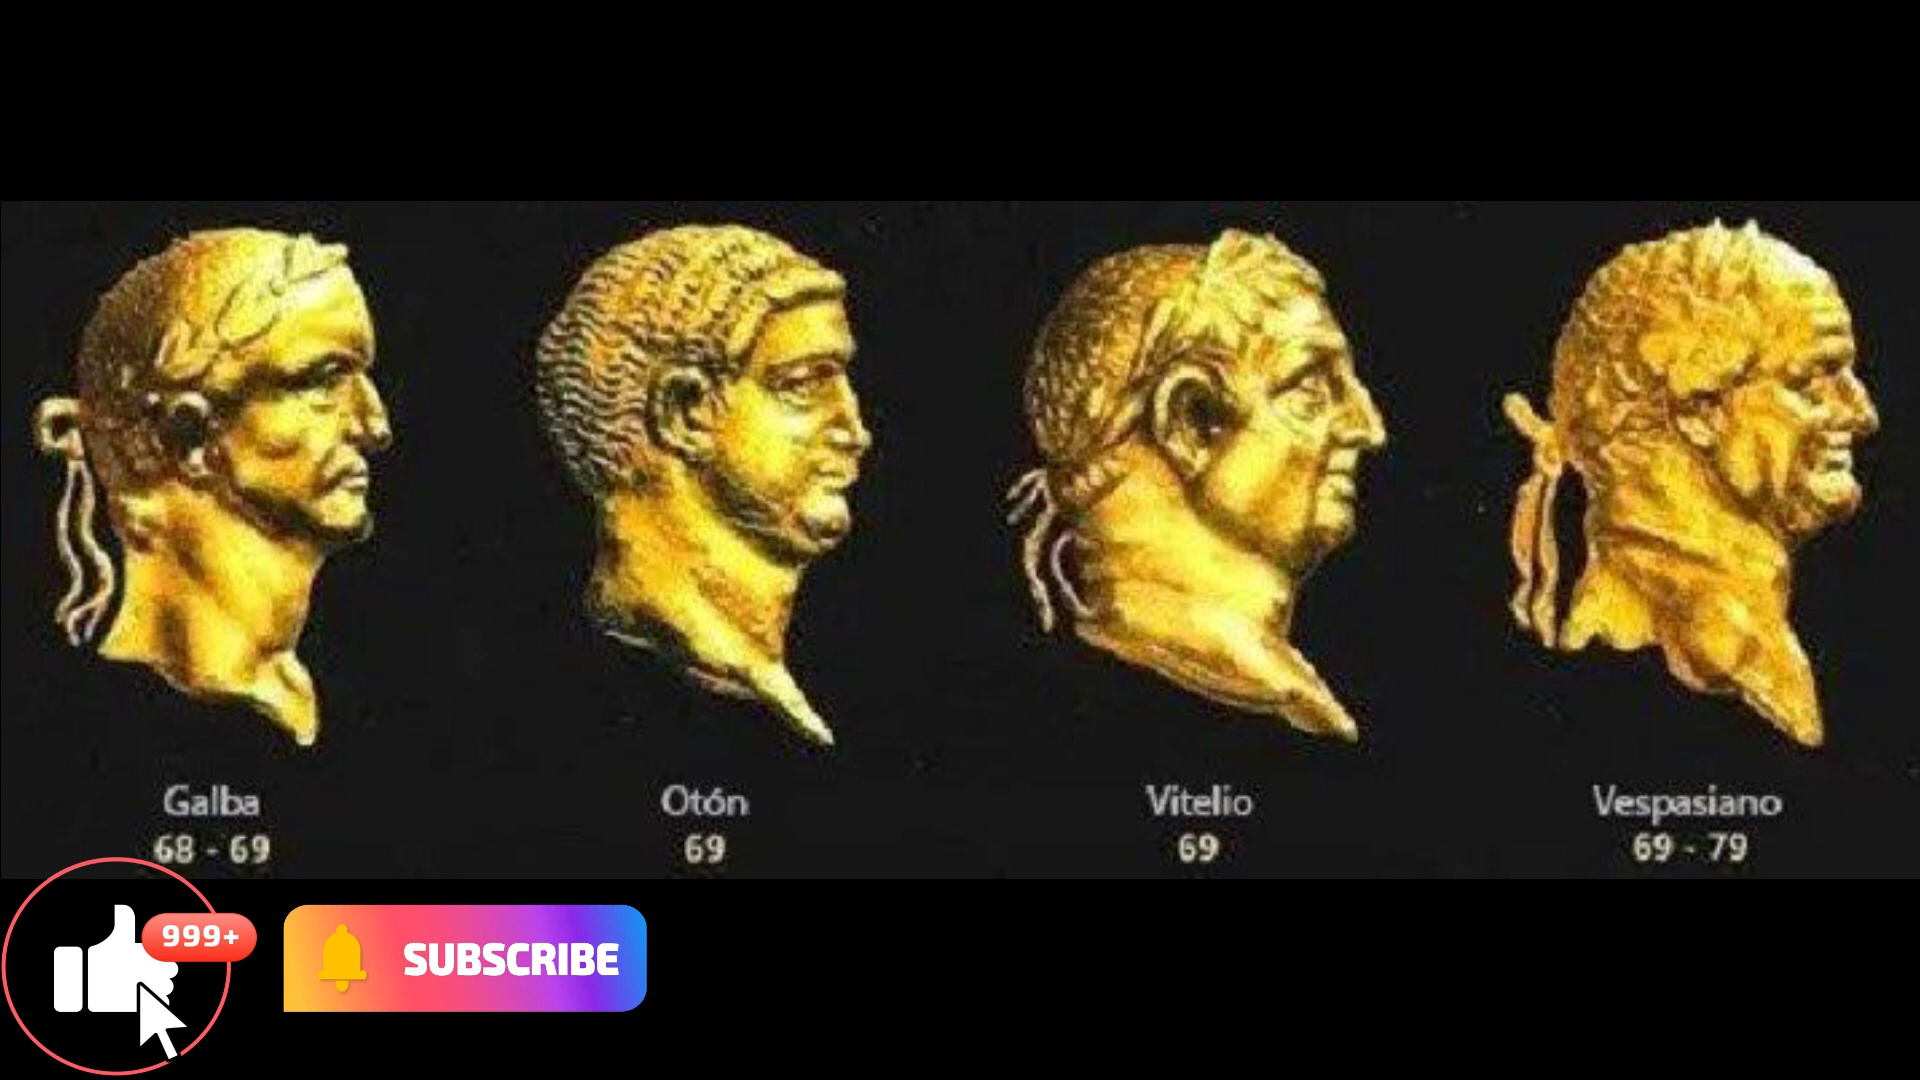 Galba
68 - 69
Otón
69
Vitelio
69
Vespasiano
69 - 79
999+
SUBSCRIBE